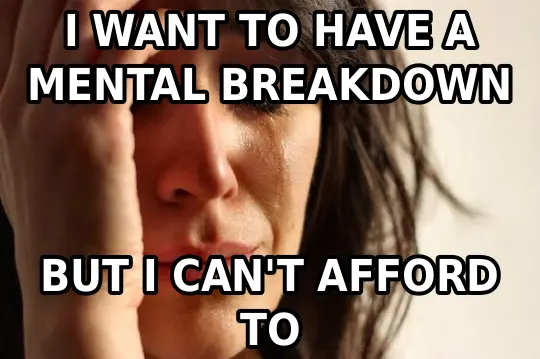 I WANT TO HAVE A
MENTAL BREAKDOWN
BUT I CAN'T AFFORD
TO